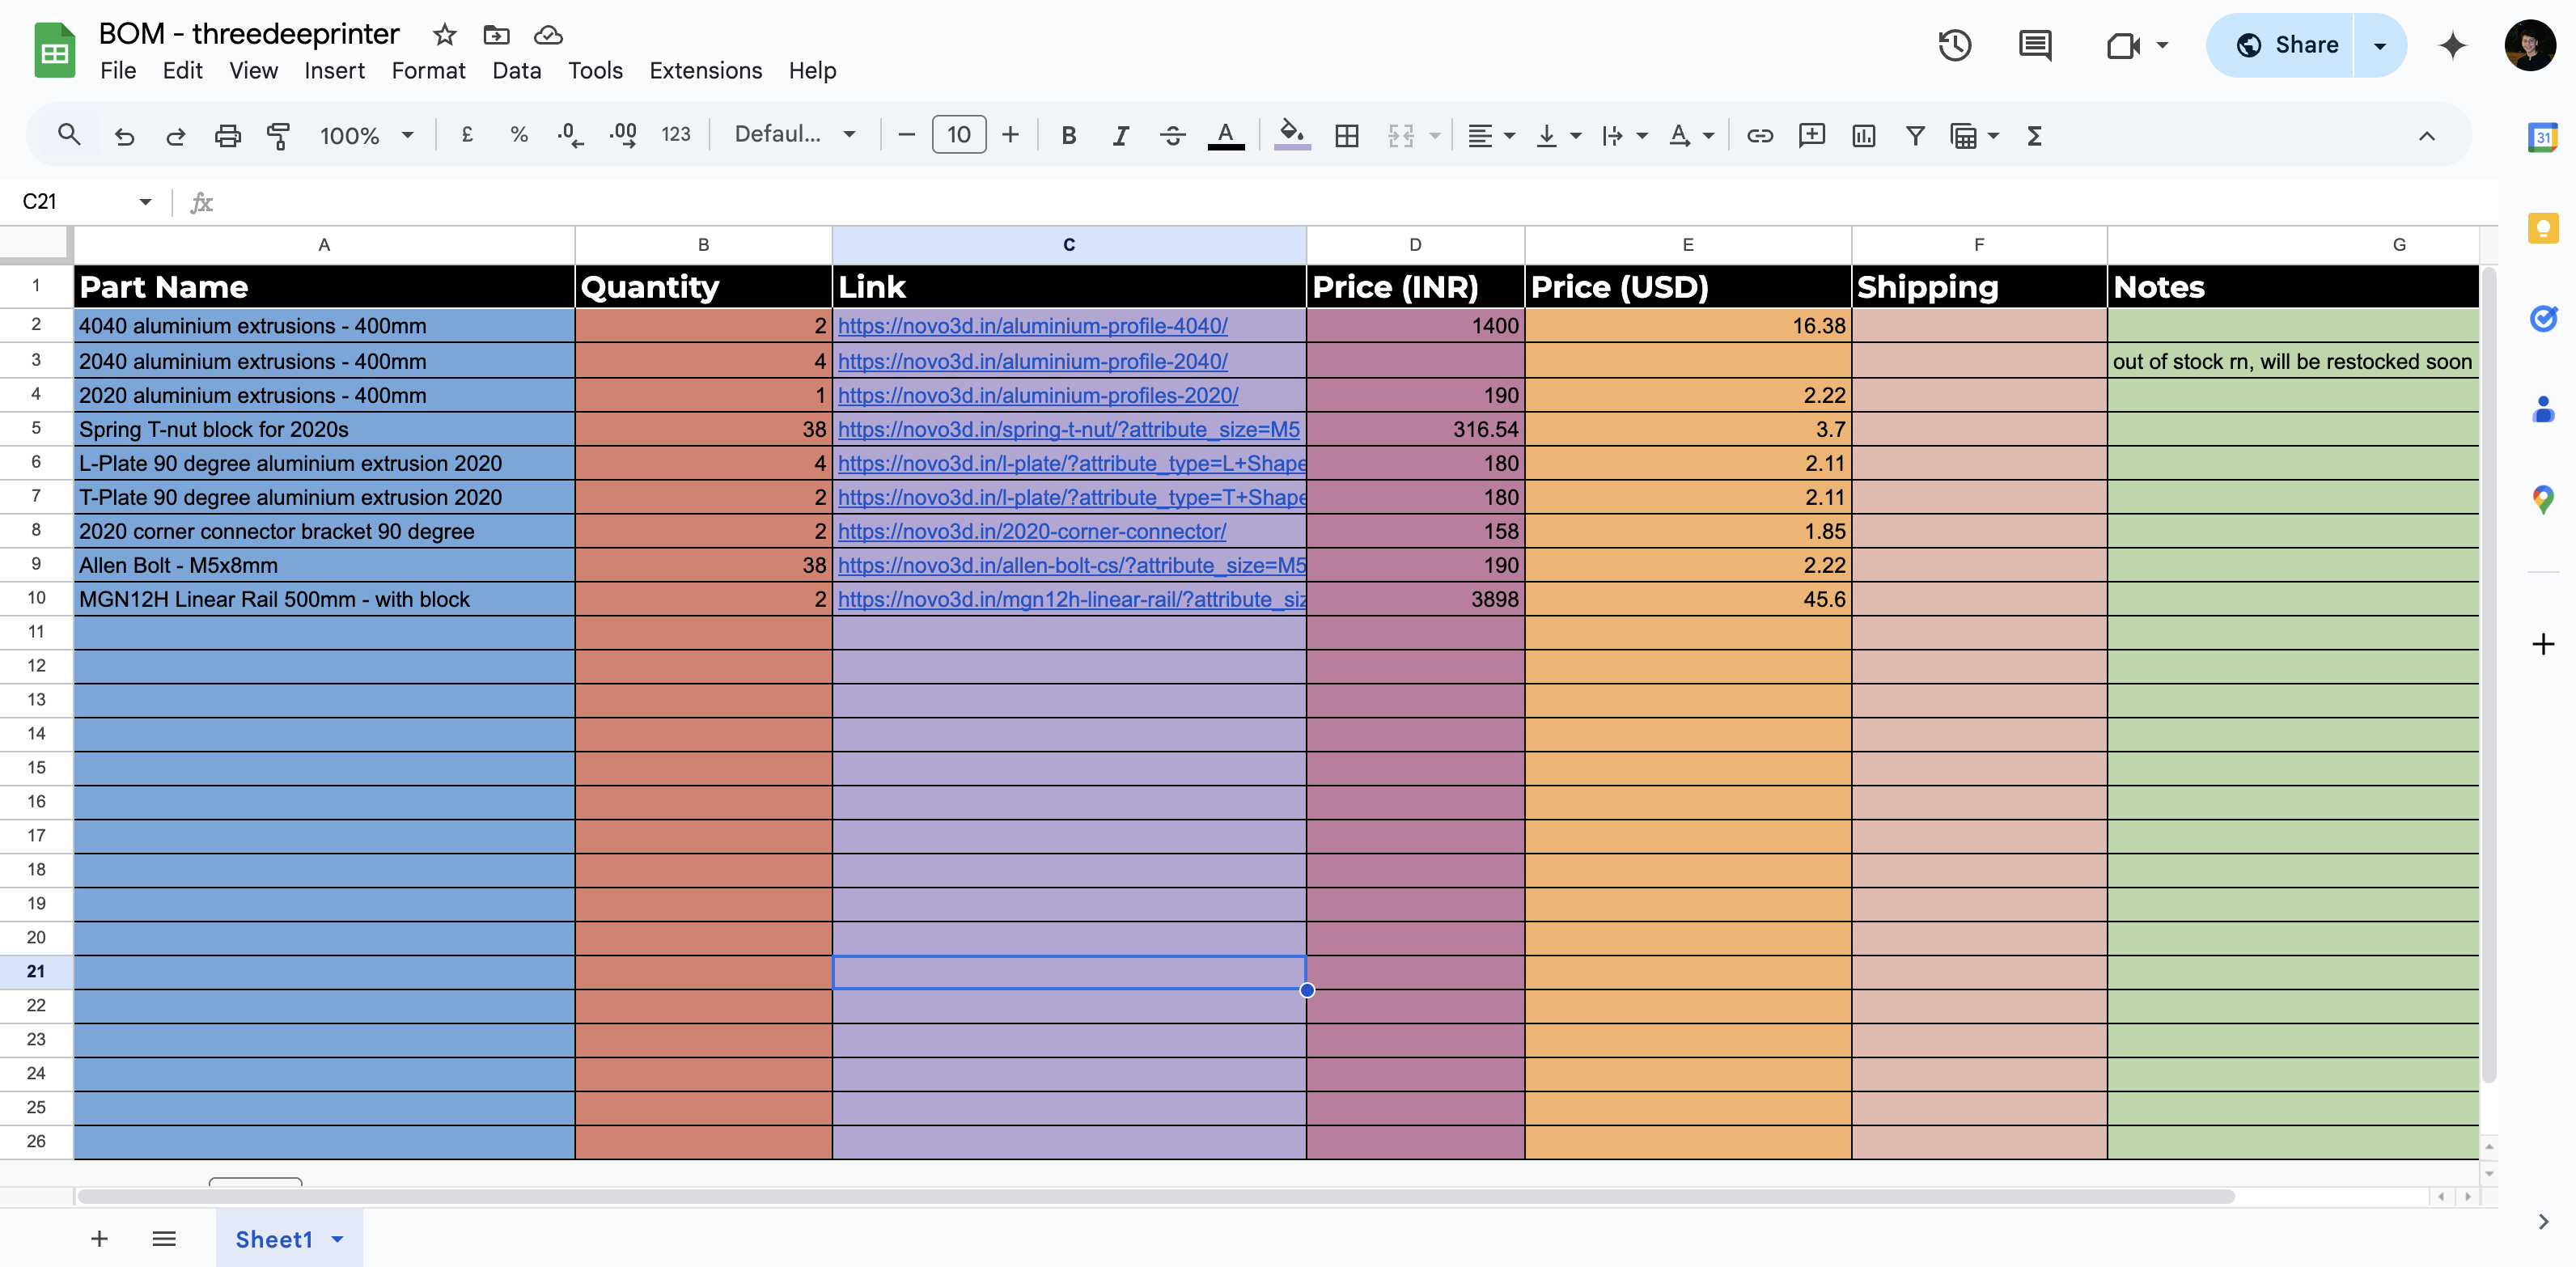 BOM - threedeeprinter
File Edit View Insert Format Data Tools Extensions Help
Share
100% £ % .0 .00 123 Defaul... − 10 + B I S A Σ
31
C21 fx
A B C D E F G
1 Part Name Quantity Link Price (INR) Price (USD) Shipping Notes
2 4040 aluminium extrusions - 400mm 2 https://novo3d.in/aluminium-profile-4040/ 1400 16.38
3 2040 aluminium extrusions - 400mm 4 https://novo3d.in/aluminium-profile-2040/ out of stock rn, will be restocked soon
4 2020 aluminium extrusions - 400mm 1 https://novo3d.in/aluminium-profiles-2020/ 190 2.22
5 Spring T-nut block for 2020s 38 https://novo3d.in/spring-t-nut/?attribute_size=M5 316.54 3.7
6 L-Plate 90 degree aluminium extrusion 2020 4 https://novo3d.in/l-plate/?attribute_type=L+Shape 180 2.11
7 T-Plate 90 degree aluminium extrusion 2020 2 https://novo3d.in/l-plate/?attribute_type=T+Shape 180 2.11
8 2020 corner connector bracket 90 degree 2 https://novo3d.in/2020-corner-connector/ 158 1.85
9 Allen Bolt - M5x8mm 38 https://novo3d.in/allen-bolt-cs/?attribute_size=M5 190 2.22
10 MGN12H Linear Rail 500mm - with block 2 https://novo3d.in/mgn12h-linear-rail/?attribute_siz 3898 45.6
11
12
13
14
15
16
17
18
19
20
21
22
23
24
25
26
Sheet1